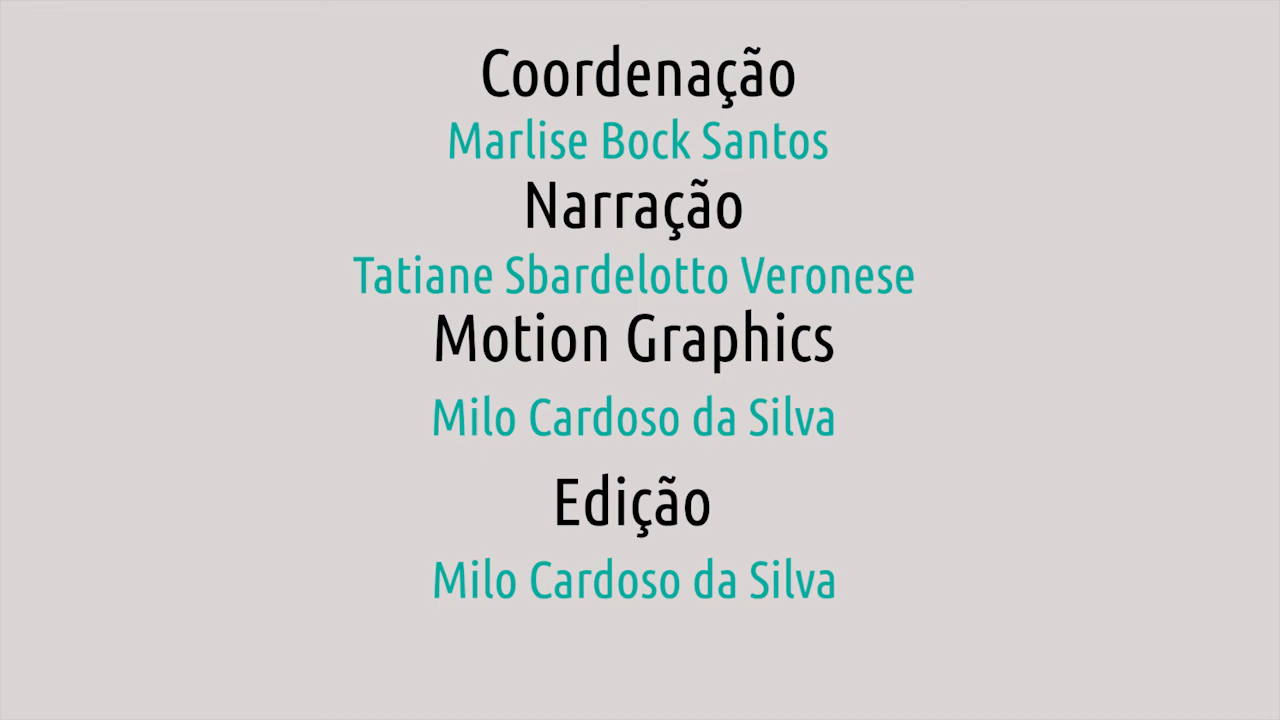 Coordenação
Marlise Bock Santos
Narração
Tatiane Sbardelotto Veronese
Motion Graphics
Milo Cardoso da Silva
Edição
Milo Cardoso da Silva